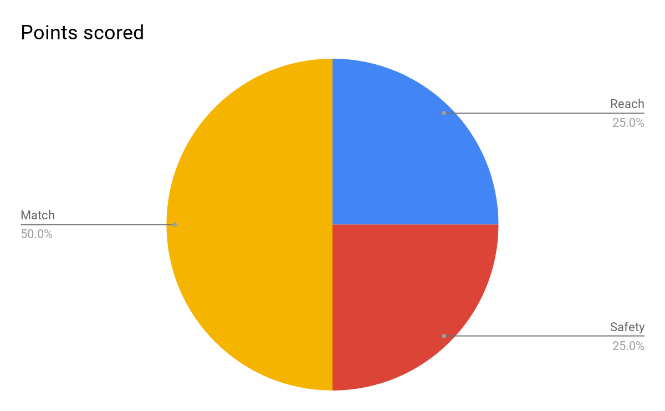 Points scored
Reach
25.0%
Match
50.0%
Safety
25.0%